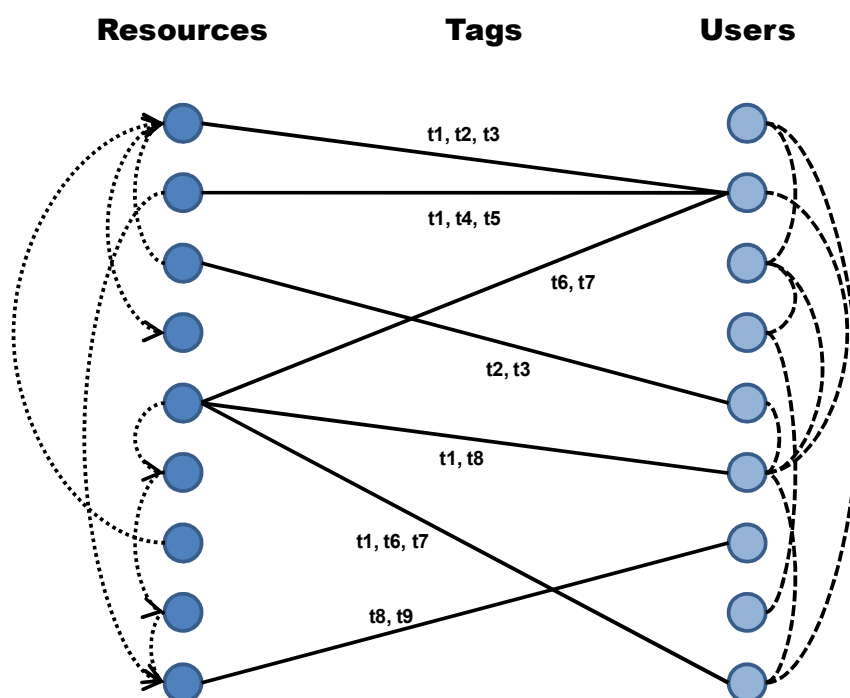 Resources Tags Users
t1, t2, t3
t1, t4, t5
t6, t7
t2, t3
t1, t8
t1, t6, t7
t8, t9